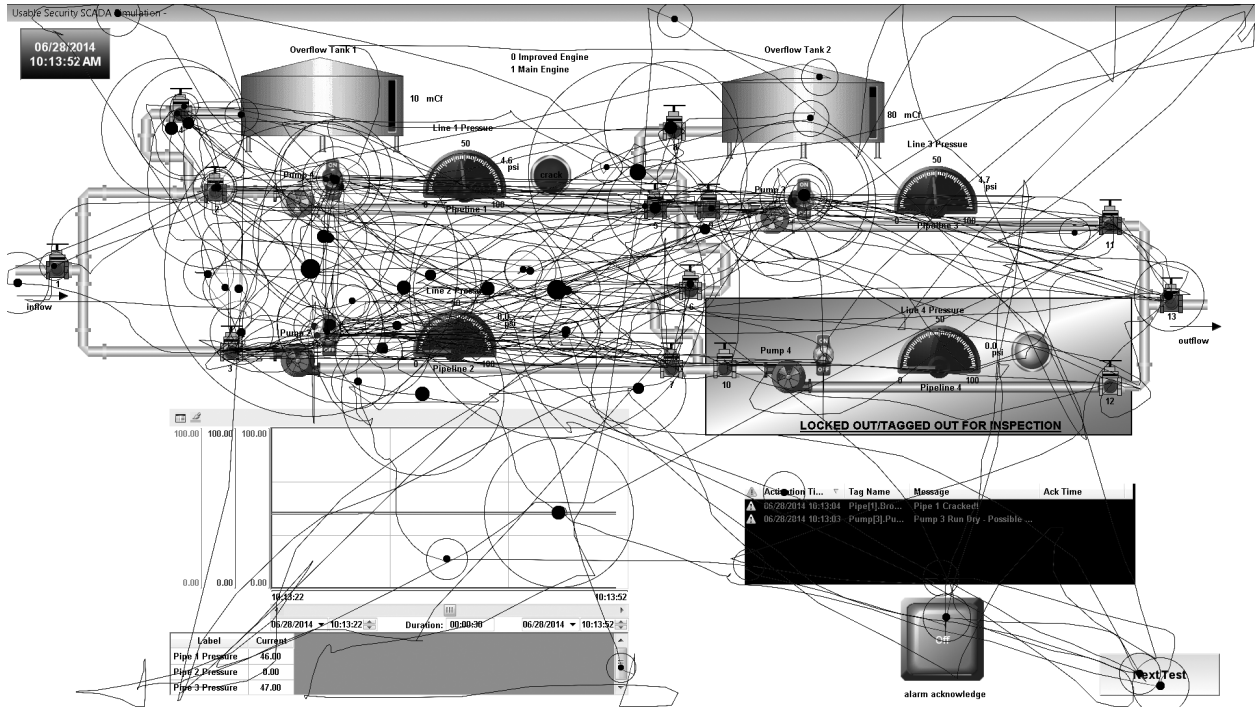 Usable Security SCADA Simulation -
06/28/2014
10:13:52 AM
Overflow Tank 1
10 mCf
0 Improved Engine
1 Main Engine
Overflow Tank 2
80 mCf
Line 1 Pressue
50
4.6
psi
0 100
Pipeline 1
crack
Pump 1
ON
Line 3 Pressue
50
4.7
psi
0 100
Pipeline 3
Pump 3
ON
5
11
1
inflow
Line 2 Pressue
50
0.0
psi
0 100
Pipeline 2
Pump 2
3
6
7
10
Line 4 Pressure
50
0.0
psi
0 100
Pipeline 4
Pump 4
12
13
outflow
LOCKED OUT/TAGGED OUT FOR INSPECTION
100.00 100.00 100.00
0.00 0.00 0.00
10:13:22 10:13:52
06/28/2014 10:13:22 Duration: 00:00:30 06/28/2014 10:13:52
Label Current
Pipe 1 Pressure 46.00
Pipe 2 Pressure 0.00
Pipe 3 Pressure 47.00
Activation Ti... Tag Name Message Ack Time
06/28/2014 10:13:04 Pipe[1].Bro... Pipe 1 Cracked!!
06/28/2014 10:13:03 Pump[3].Pu... Pump 3 Run Dry - Possible ...
Off
alarm acknowledge
Next Test